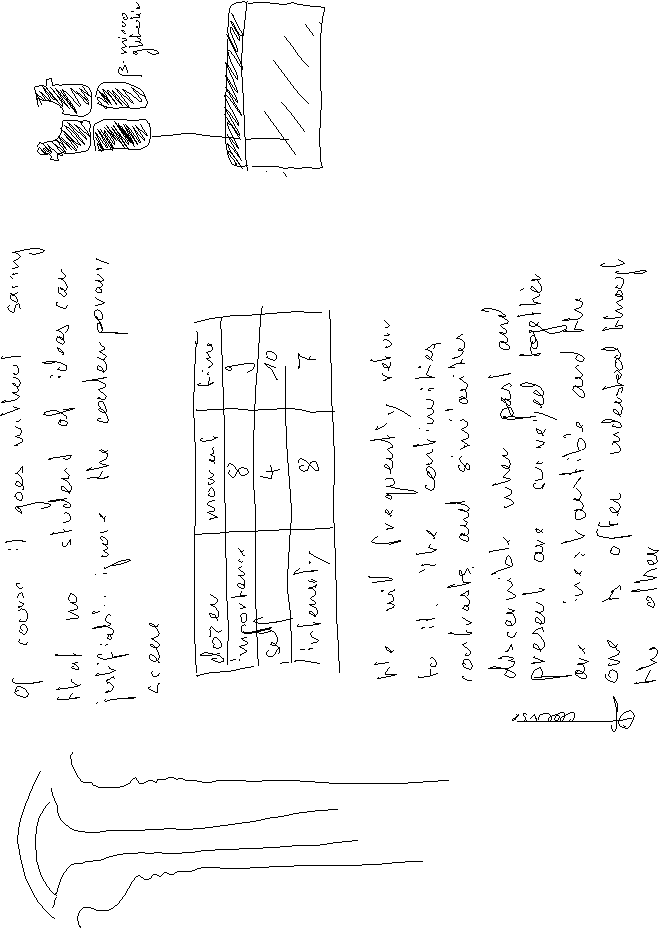 of course it goes without saying
that no student of ideas can
justifiably ignore the contemporary
scene
dozen moment time
importance 8 9
self 4 10
intensity 8 7
We will frequently return
to it. The continuities,
contrasts and similarities
discernible when past and
present are surveyed together
are inexhaustible and the
one is often understood through
the other
β-micro
globulin